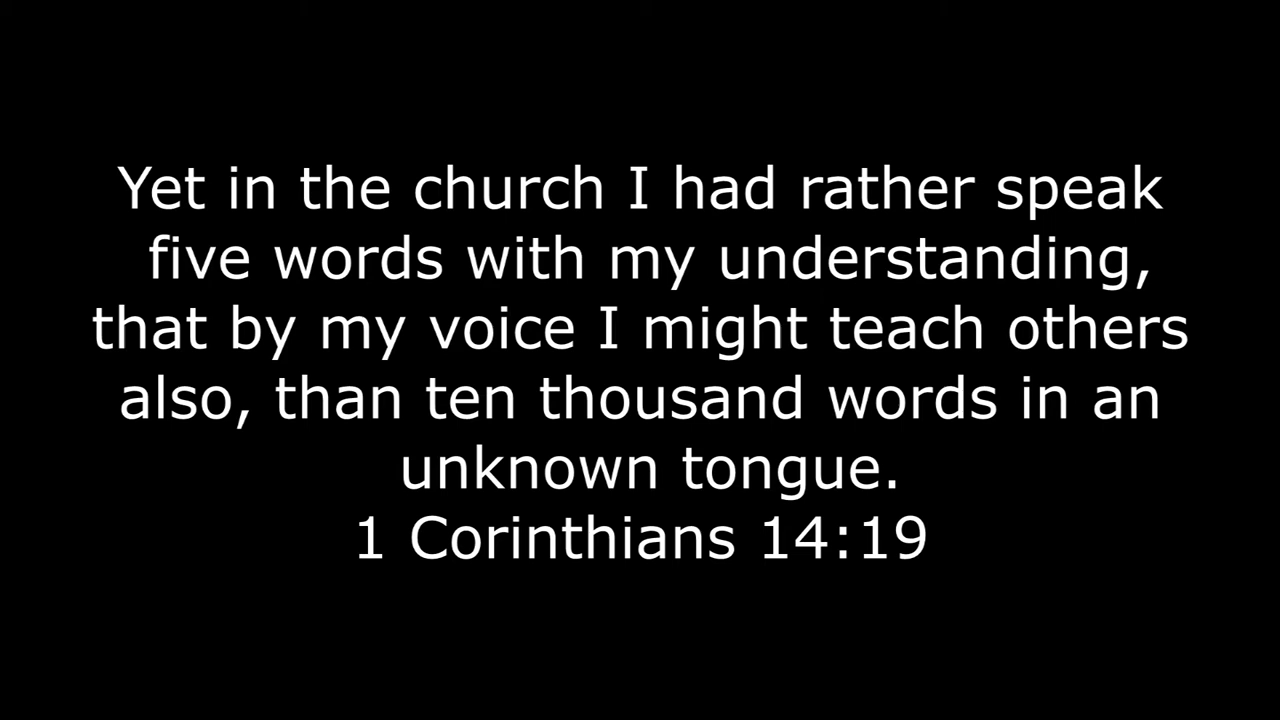 Yet in the church I had rather speak
five words with my understanding,
that by my voice I might teach others
also, than ten thousand words in an
unknown tongue.
1 Corinthians 14:19